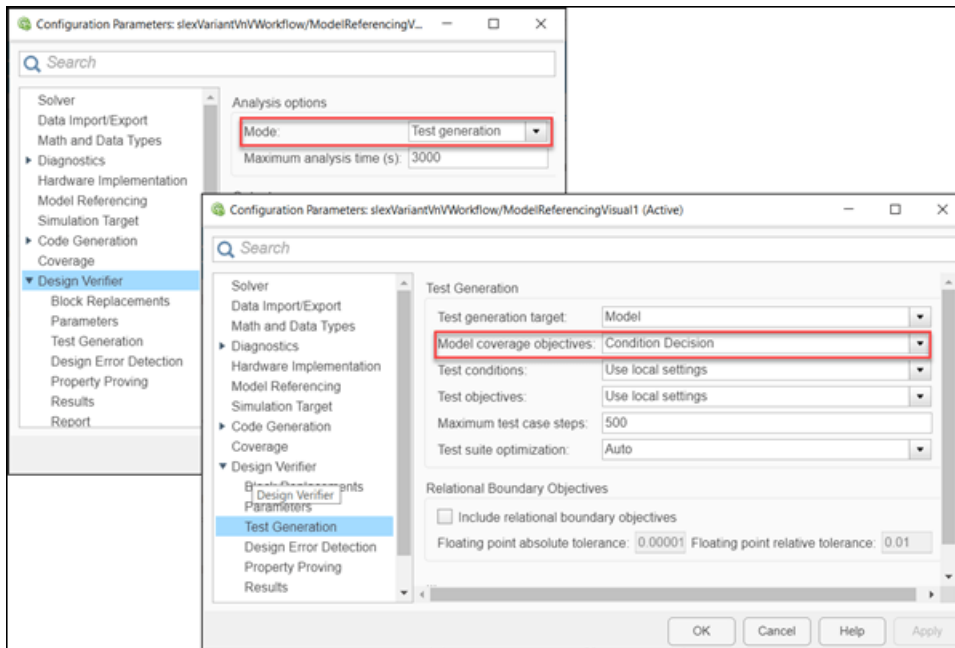 Configuration Parameters: slexVariantVnVWorkflow/ModelReferencingV...
Search
Solver
Data Import/Export
Math and Data Types
Diagnostics
Hardware Implementation
Model Referencing
Simulation Target
Code Generation
Coverage
Design Verifier
Block Replacements
Parameters
Test Generation
Design Error Detection
Property Proving
Results
Report
Analysis options
Mode: Test generation
Maximum analysis time (s): 3000
Configuration Parameters: slexVariantVnVWorkflow/ModelReferencingVisual1 (Active)
Search
Solver
Data Import/Export
Math and Data Types
Diagnostics
Hardware Implementation
Model Referencing
Simulation Target
Code Generation
Coverage
Design Verifier
Block Replacements
Design Verifier
Parameters
Test Generation
Design Error Detection
Property Proving
Results
Test Generation
Test generation target: Model
Model coverage objectives: Condition Decision
Test conditions: Use local settings
Test objectives: Use local settings
Maximum test case steps: 500
Test suite optimization: Auto
Relational Boundary Objectives
Include relational boundary objectives
Floating point absolute tolerance: 0.00001 Floating point relative tolerance: 0.01
...
OK Cancel Help Apply